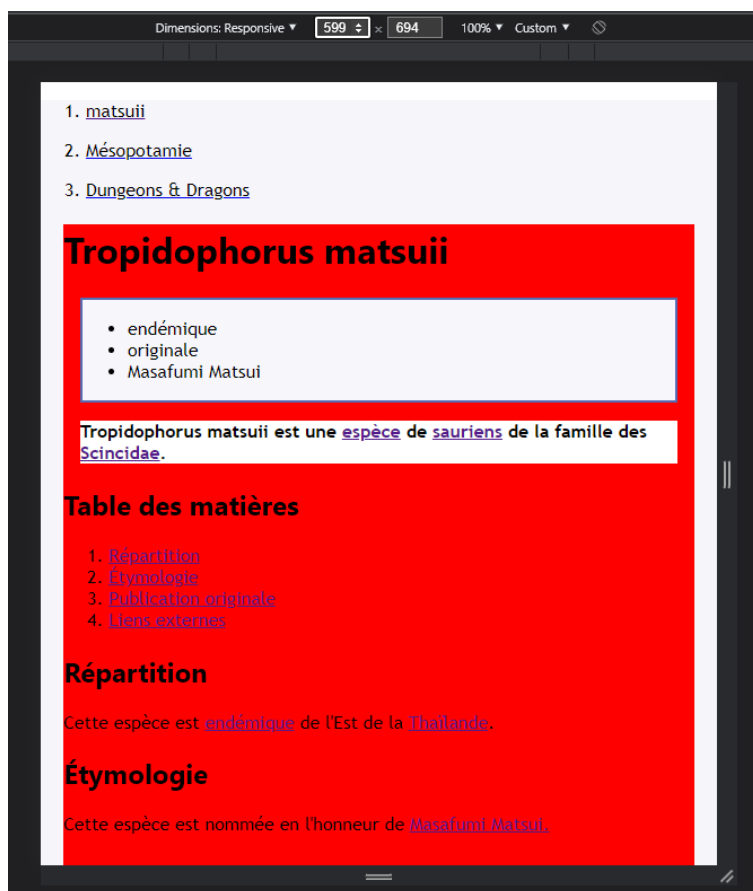 Dimensions: Responsive ▼ 599 × 694 100% ▼ Custom ▼
1. matsuii
2. Mésopotamie
3. Dungeons & Dragons
Tropidophorus matsuii
• endémique
• originale
• Masafumi Matsui
Tropidophorus matsuii est une espèce de sauriens de la famille des
Scincidae.
Table des matières
1. Répartition
2. Étymologie
3. Publication originale
4. Liens externes
Répartition
Cette espèce est endémique de l'Est de la Thaïlande.
Étymologie
Cette espèce est nommée en l'honneur de Masafumi Matsui.